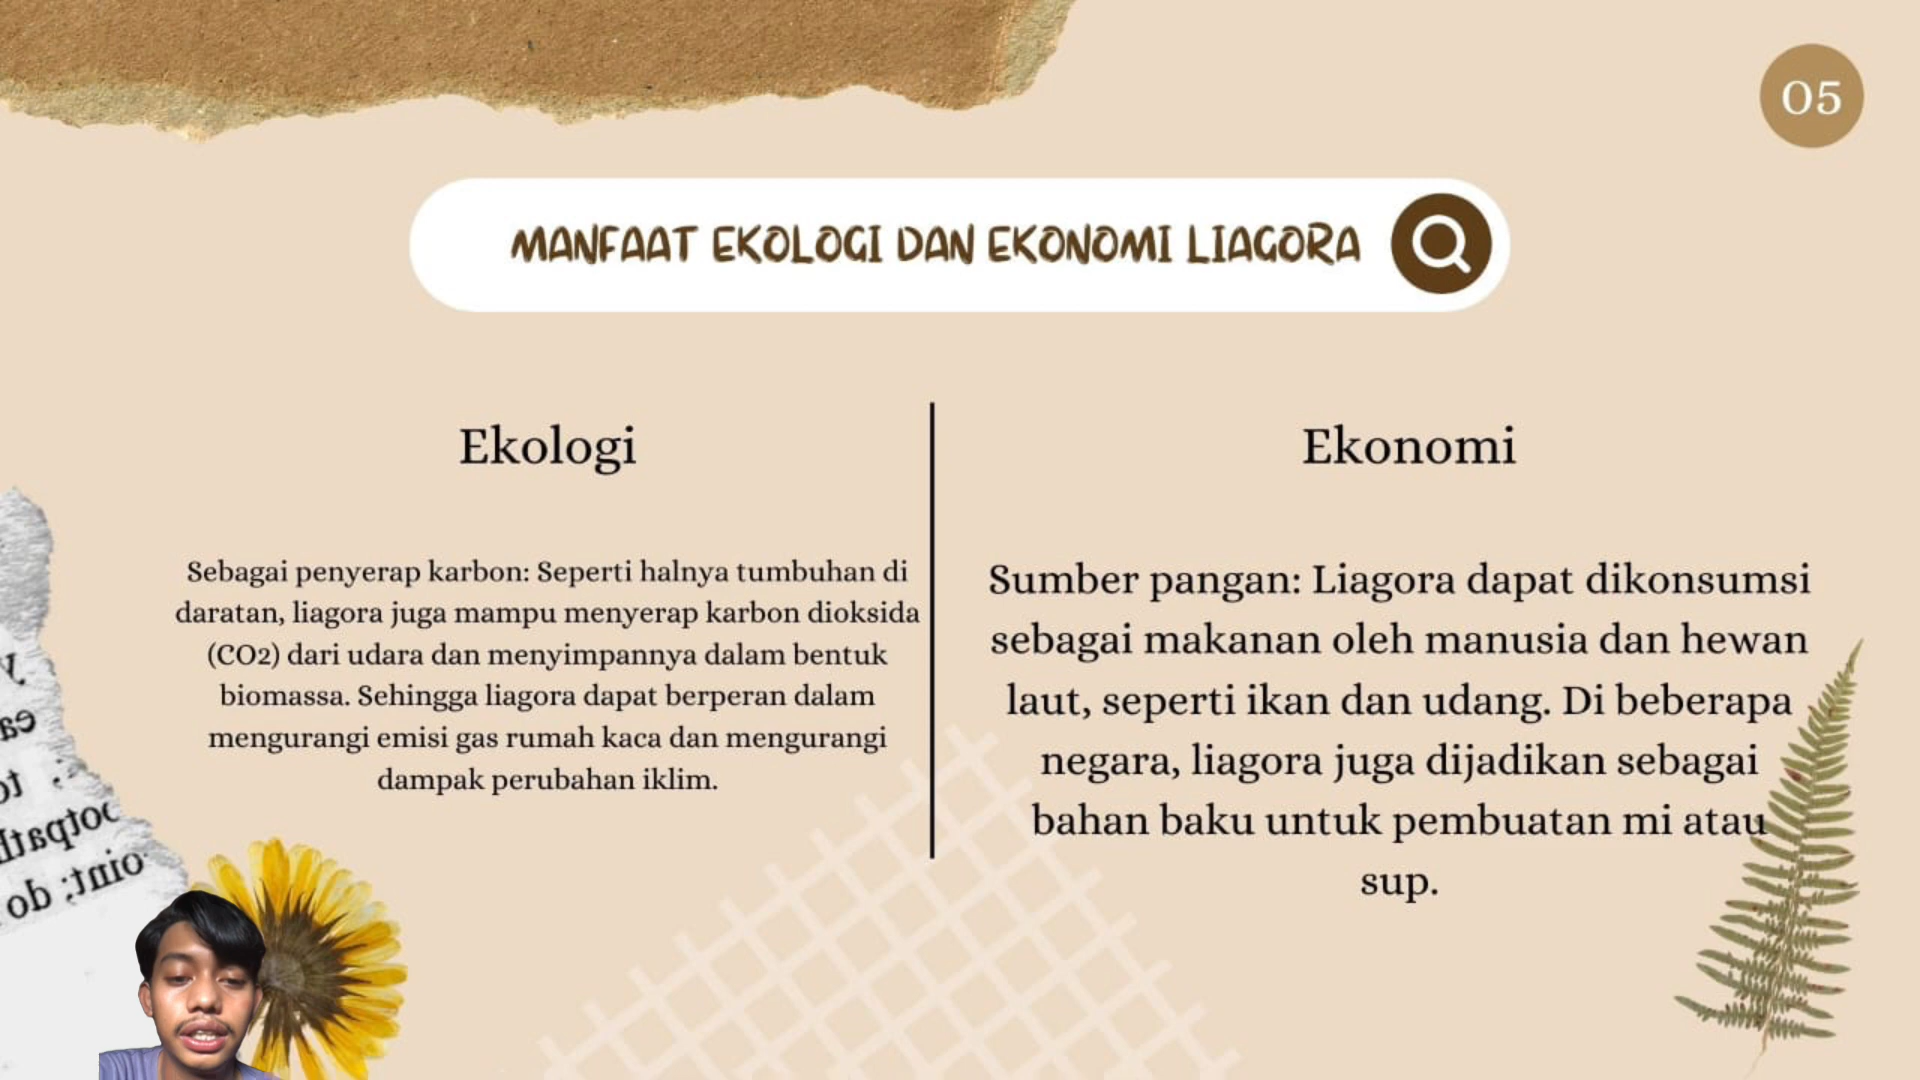 05
MANFAAT EKOLOGI DAN EKONOMI LIAGORA
Ekologi
Sebagai penyerap karbon: Seperti halnya tumbuhan di
daratan, liagora juga mampu menyerap karbon dioksida
(CO2) dari udara dan menyimpannya dalam bentuk
biomassa. Sehingga liagora dapat berperan dalam
mengurangi emisi gas rumah kaca dan mengurangi
dampak perubahan iklim.
Ekonomi
Sumber pangan: Liagora dapat dikonsumsi
sebagai makanan oleh manusia dan hewan
laut, seperti ikan dan udang. Di beberapa
negara, liagora juga dijadikan sebagai
bahan baku untuk pembuatan mi atau
sup.